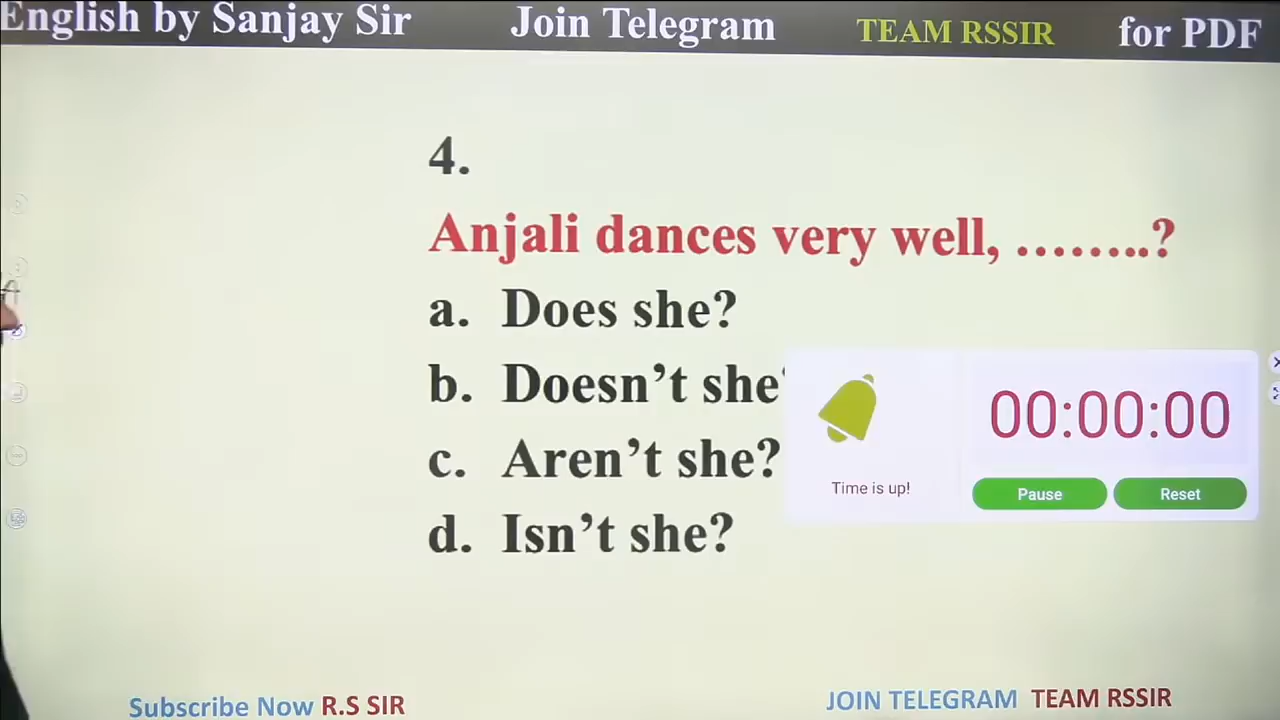 English by Sanjay Sir Join Telegram TEAM RSSIR for PDF
4.
Anjali dances very well, ........?
a. Does she?
b. Doesn't she
c. Aren't she?
d. Isn't she?
00:00:00
Time is up!
Pause Reset
Subscribe Now R.S SIR JOIN TELEGRAM TEAM RSSIR